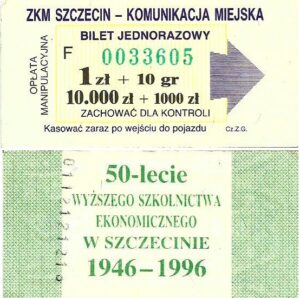 ZKM SZCZECIN – KOMUNIKACJA MIEJSKA
OPŁATA
MANIPULACYJNA
BILET JEDNORAZOWY
F 0033605
1 zł + 10 gr
10.000 zł + 1000 zł
ZACHOWAĆ DLA KONTROLI
Kasować zaraz po wejściu do pojazdu
Cz.Z.G.
50-lecie
WYŻSZEGO SZKOLNICTWA
EKONOMICZNEGO
W SZCZECINIE
1946–1996